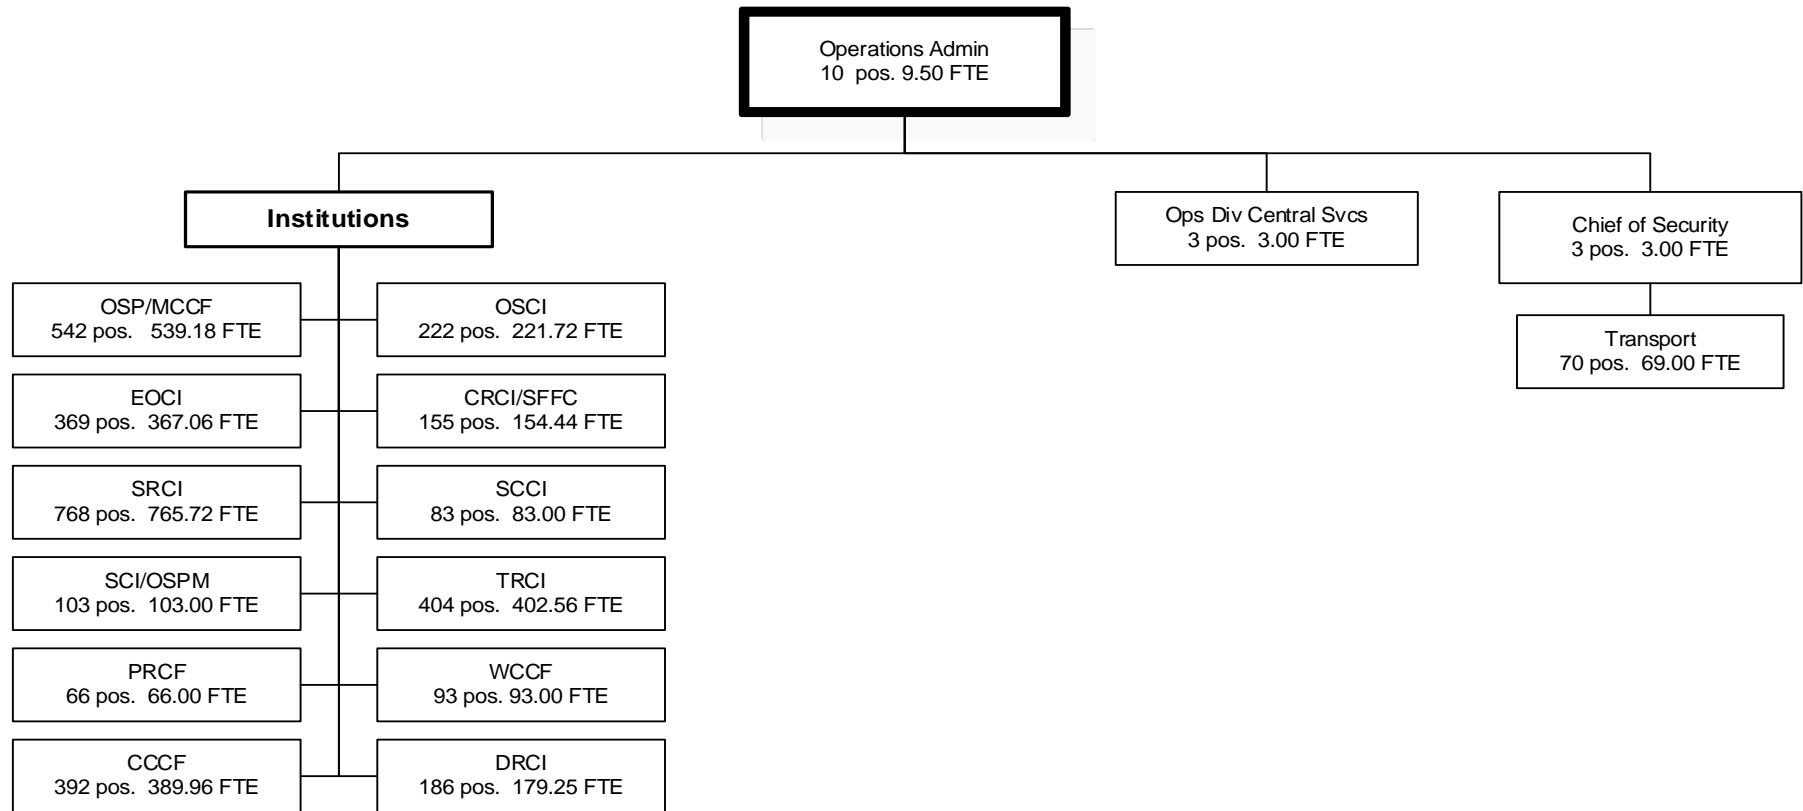 Operations Admin
10 pos. 9.50 FTE
Institutions
Ops Div Central Svcs
3 pos. 3.00 FTE
Chief of Security
3 pos. 3.00 FTE
OSP/MCCF
542 pos. 539.18 FTE
OSCI
222 pos. 221.72 FTE
Transport
70 pos. 69.00 FTE
EOCI
369 pos. 367.06 FTE
CRCI/SFFC
155 pos. 154.44 FTE
SRCI
768 pos. 765.72 FTE
SCCI
83 pos. 83.00 FTE
SCI/OSPM
103 pos. 103.00 FTE
TRCI
404 pos. 402.56 FTE
PRCF
66 pos. 66.00 FTE
WCCF
93 pos. 93.00 FTE
CCCF
392 pos. 389.96 FTE
DRCI
186 pos. 179.25 FTE